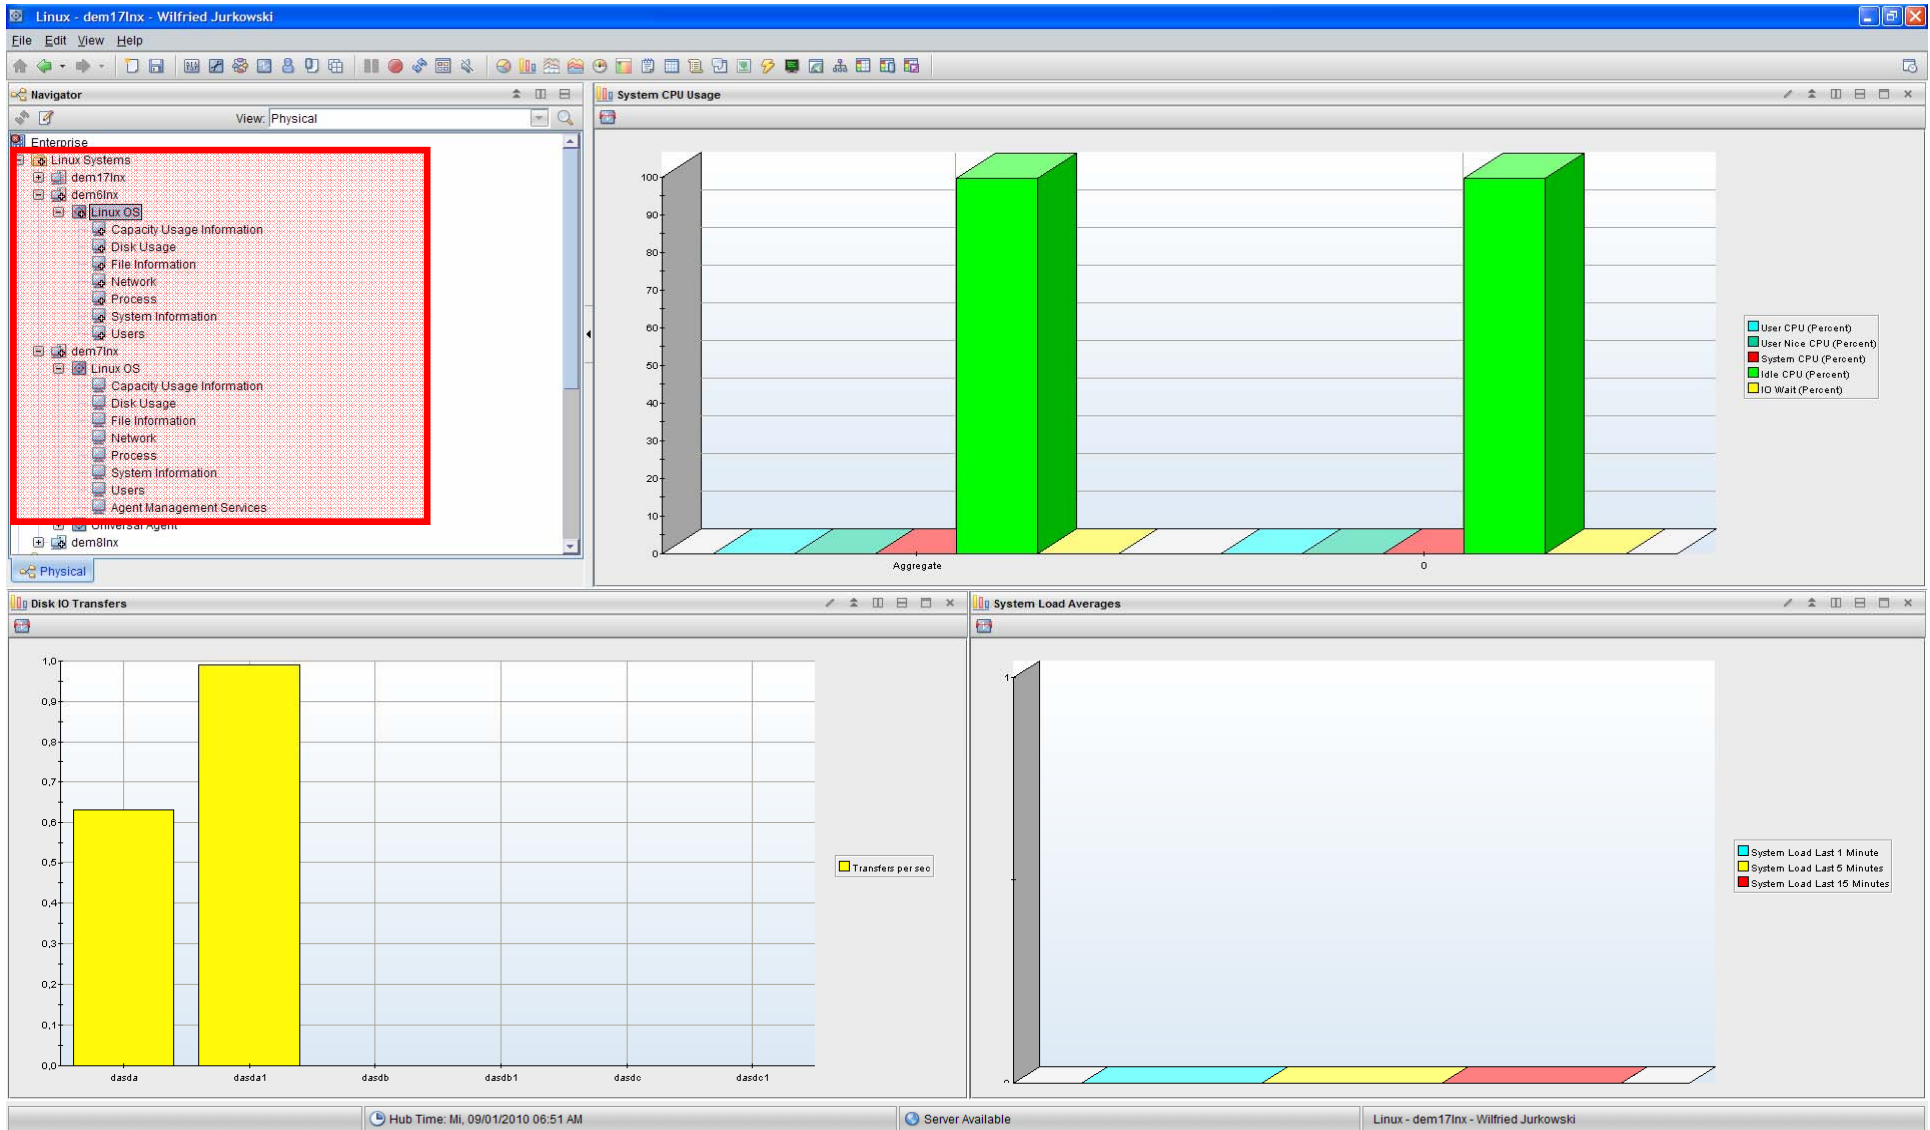 Linux - dem17lnx - Wilfried Jurkowski
File Edit View Help
Navigator
View: Physical
Enterprise
Linux Systems
dem17lnx
dem6lnx
Linux OS
Capacity Usage Information
Disk Usage
File Information
Network
Process
System Information
Users
dem7lnx
Linux OS
Capacity Usage Information
Disk Usage
File Information
Network
Process
System Information
Users
Agent Management Services
Universal Agent
dem8lnx
Physical
System CPU Usage
100
90
80
70
60
50
40
30
20
10
0
Aggregate 0
User CPU (Percent)
User Nice CPU (Percent)
System CPU (Percent)
Idle CPU (Percent)
IO Wait (Percent)
Disk IO Transfers
1,0
0,9
0,8
0,7
0,6
0,5
0,4
0,3
0,2
0,1
0,0
dasda dasda1 dasdb dasdb1 dasdc dasdc1
Transfers per sec
System Load Averages
1
0
System Load Last 1 Minute
System Load Last 5 Minutes
System Load Last 15 Minutes
Hub Time: Mi, 09/01/2010 06:51 AM
Server Available
Linux - dem17lnx - Wilfried Jurkowski